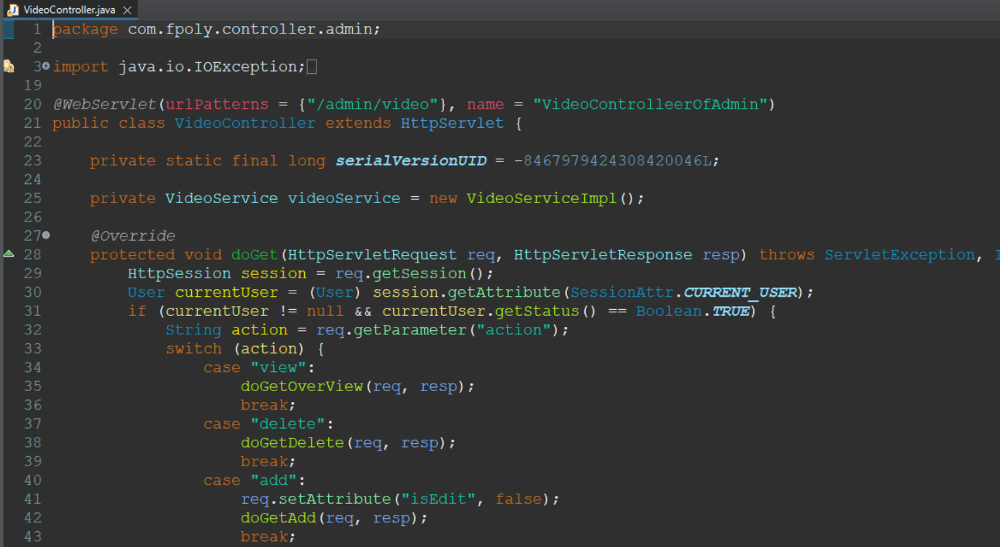 VideoController.java
1 package com.fpoly.controller.admin;
2
3 import java.io.IOException;
19
20 @WebServlet(urlPatterns = {"/admin/video"}, name = "VideoControlleerOfAdmin")
21 public class VideoController extends HttpServlet {
22
23 private static final long serialVersionUID = -8467979424308420046L;
24
25 private VideoService videoService = new VideoServiceImpl();
26
27 @Override
28 protected void doGet(HttpServletRequest req, HttpServletResponse resp) throws ServletException, I
29 HttpSession session = req.getSession();
30 User currentUser = (User) session.getAttribute(SessionAttr.CURRENT_USER);
31 if (currentUser != null && currentUser.getStatus() == Boolean.TRUE) {
32 String action = req.getParameter("action");
33 switch (action) {
34 case "view":
35 doGetOverView(req, resp);
36 break;
37 case "delete":
38 doGetDelete(req, resp);
39 break;
40 case "add":
41 req.setAttribute("isEdit", false);
42 doGetAdd(req, resp);
43 break;